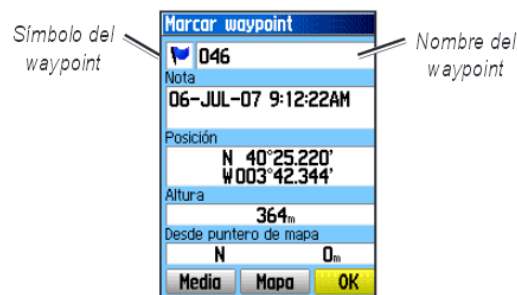 Marcar waypoint
Símbolo del
waypoint
046
Nombre del
waypoint
Nota
06-JUL-07 9:12:22AM
Posición
N 40°25.220'
W 003°42.344'
Altura
364m
Desde puntero de mapa
N 0m
Media Mapa OK